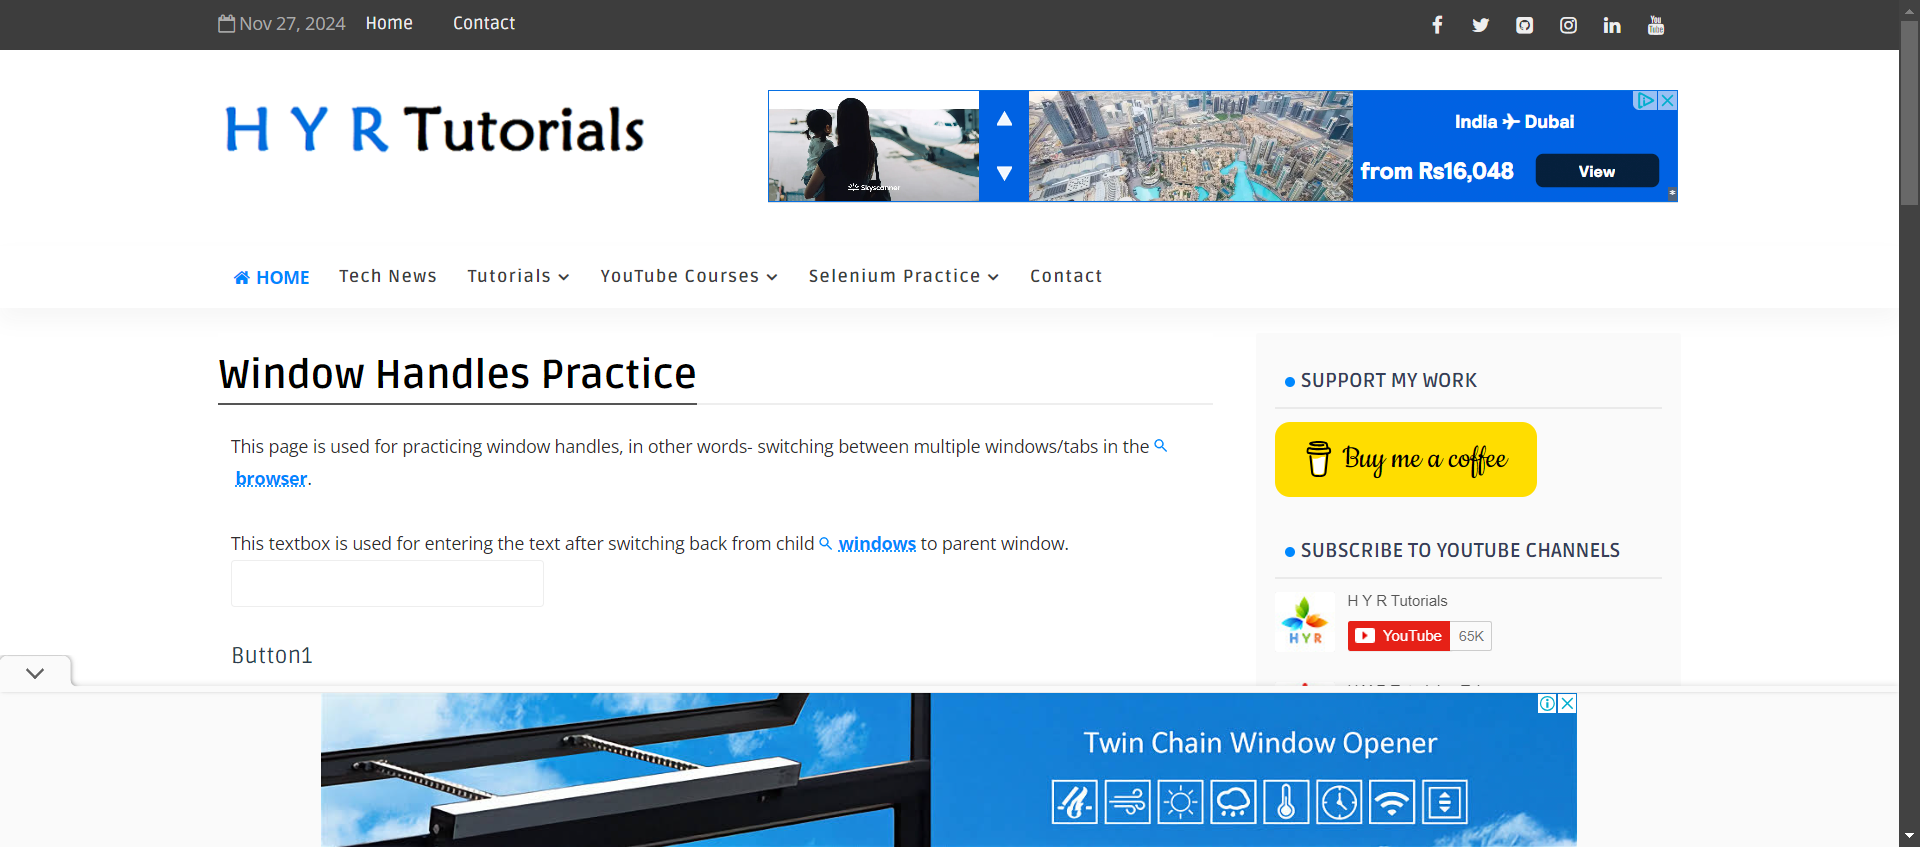 Nov 27, 2024 Home Contact
You Tube
H Y R Tutorials
Skyscanner
India Dubai
from Rs16,048 View
HOME Tech News Tutorials YouTube Courses Selenium Practice Contact
Window Handles Practice
This page is used for practicing window handles, in other words- switching between multiple windows/tabs in the
browser.
This textbox is used for entering the text after switching back from child windows to parent window.
Button1
SUPPORT MY WORK
Buy me a coffee
SUBSCRIBE TO YOUTUBE CHANNELS
HYR
H Y R Tutorials
YouTube 65K
Twin Chain Window Opener